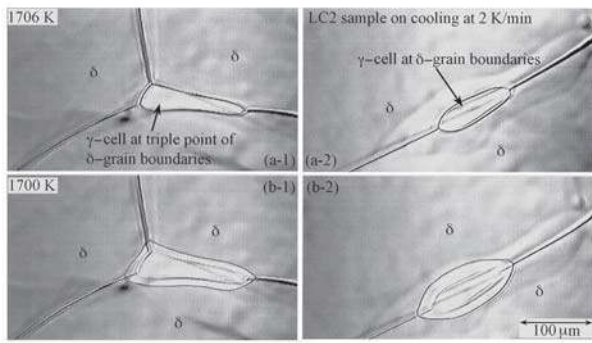 1706 K
δ
δ
γ-cell at triple point of
δ-grain boundaries
(a-1)
LC2 sample on cooling at 2 K/min
γ-cell at δ-grain boundaries
δ
δ
(a-2)
1700 K
(b-1)
δ
δ
δ
(b-2)
δ
δ
100 μm